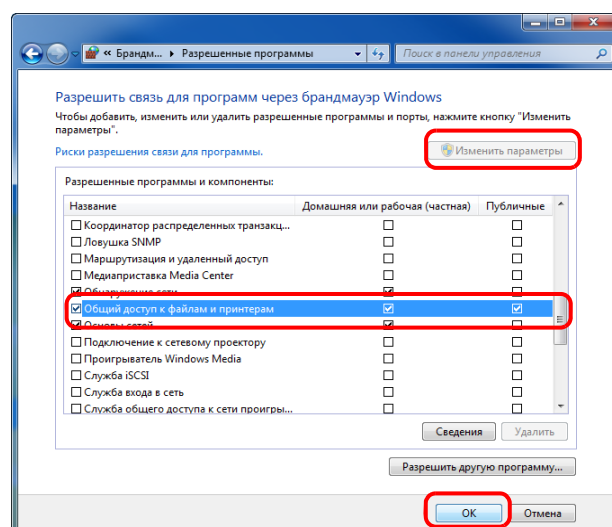 « Брандм... ▸ Разрешенные программы
Поиск в панели управления
Разрешить связь для программ через брандмауэр Windows
Чтобы добавить, изменить или удалить разрешенные программы и порты, нажмите кнопку "Изменить
параметры".
Риски разрешения связи для программы.
Изменить параметры
Разрешенные программы и компоненты:
Название Домашняя или рабочая (частная) Публичные
Координатор распределенных транзакц...
Ловушка SNMP
Маршрутизация и удаленный доступ
Медиаприставка Media Center
Обнаружение сети
Общий доступ к файлам и принтерам
Основы сетей
Подключение к сетевому проектору
Проигрыватель Windows Media
Служба iSCSI
Служба входа в сеть
Служба общего доступа к сети проигры...
Сведения Удалить
Разрешить другую программу...
ОК Отмена